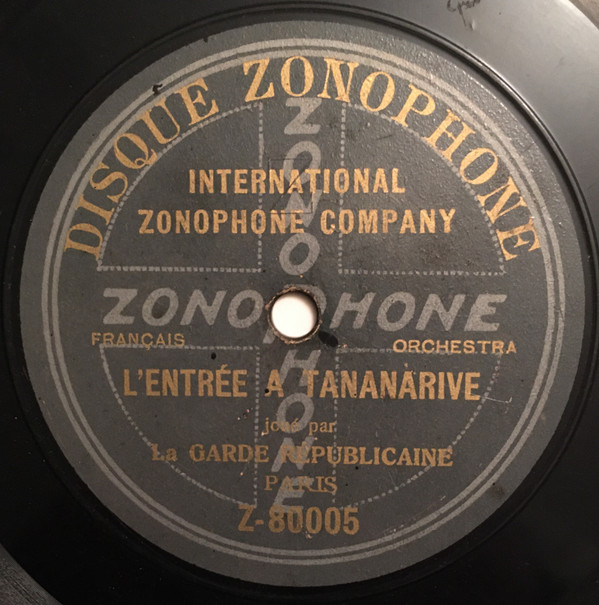 DISQUE ZONOPHONE
INTERNATIONAL
ZONOPHONE COMPANY
ZONOPHONE
ZONOPHONE
FRANÇAIS
ORCHESTRA
L'ENTRÉE A TANANARIVE
joué par
La GARDE RÉPUBLICAINE
PARIS
Z-80005